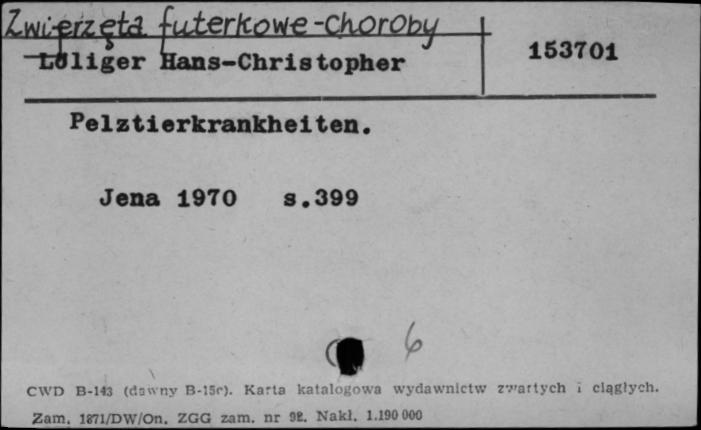 Zwierzęta futerkowe-choroby
Löliger Hans-Christopher
153701
Pelztierkrankheiten.
Jena 1970 s.399
6
CWD B-143 (dawny B-15c). Karta katalogowa wydawnictw zwartych i ciągłych.
Zam. 1871/DW/On. ZGG zam. nr 92. Nakł. 1.190 000